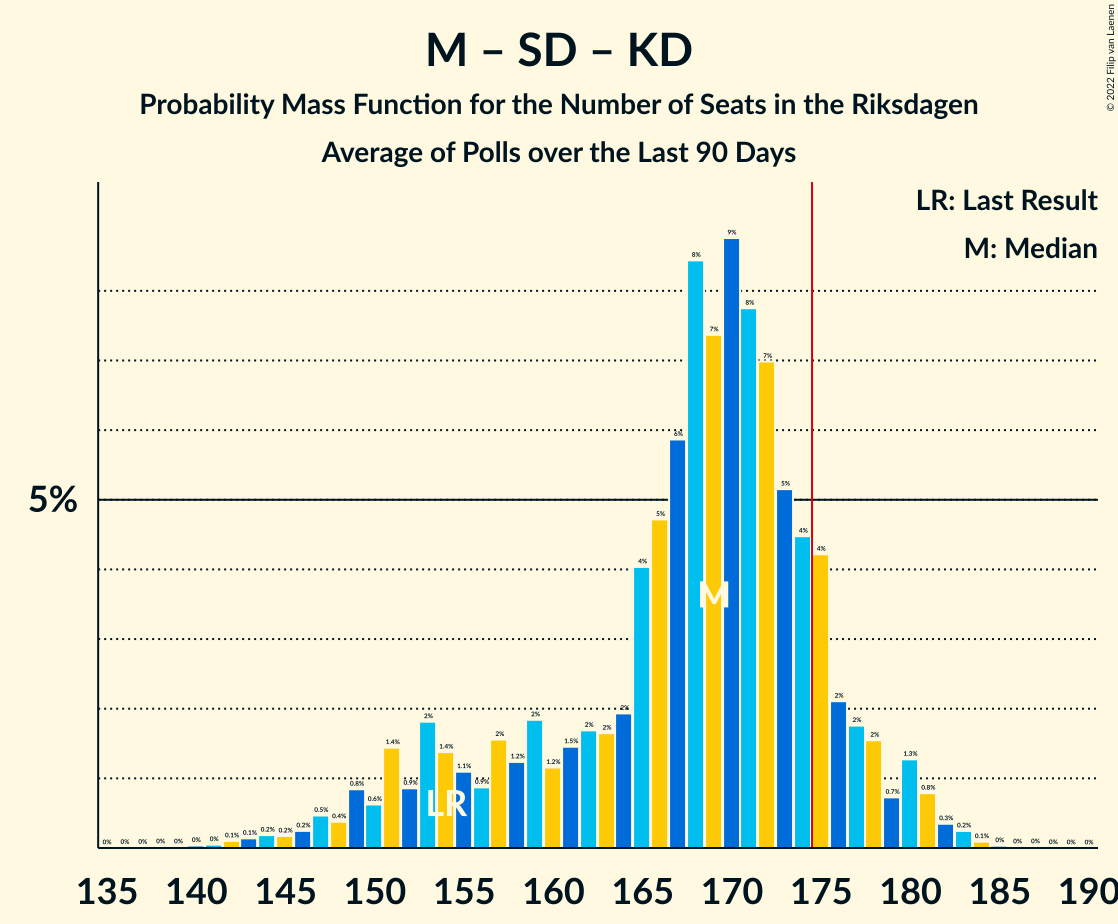 M – SD – KD
Probability Mass Function for the Number of Seats in the Riksdagen
Average of Polls over the Last 90 Days
© 2022 Filip van Laenen
LR: Last Result
M: Median
5%
0% 0% 0% 0% 0% 0% 0% 0.1% 0.1% 0.2% 0.2% 0.2% 0.5% 0.4% 0.8% 0.6% 1.4% 0.9% 2% 1.4% 1.1% 0.9% 2% 1.2% 2% 1.2% 1.5% 2% 2% 2% 4% 5% 6% 8% 7% 9% 8% 7% 5% 4% 4% 2% 2% 2% 0.7% 1.3% 0.8% 0.3% 0.2% 0.1% 0% 0% 0% 0% 0% 0%
M
LR
135 140 145 150 155 160 165 170 175 180 185 190